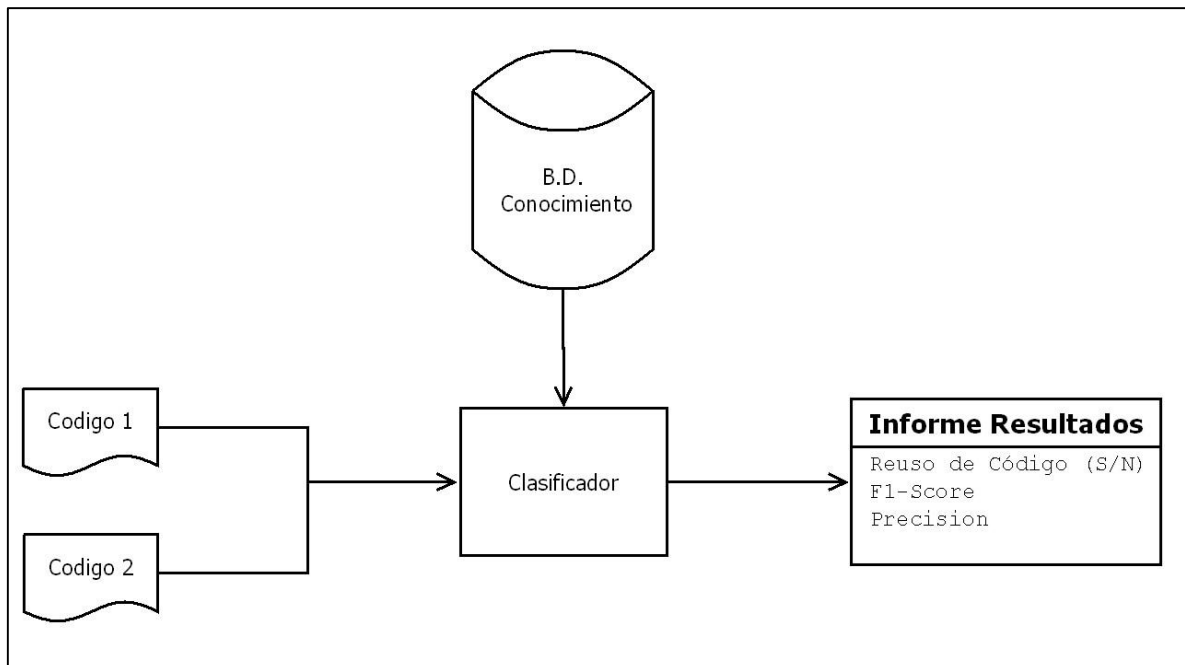 B.D.
Conocimiento
Codigo 1
Codigo 2
Clasificador
Informe Resultados
Reuso de Código (S/N)
F1-Score
Precision